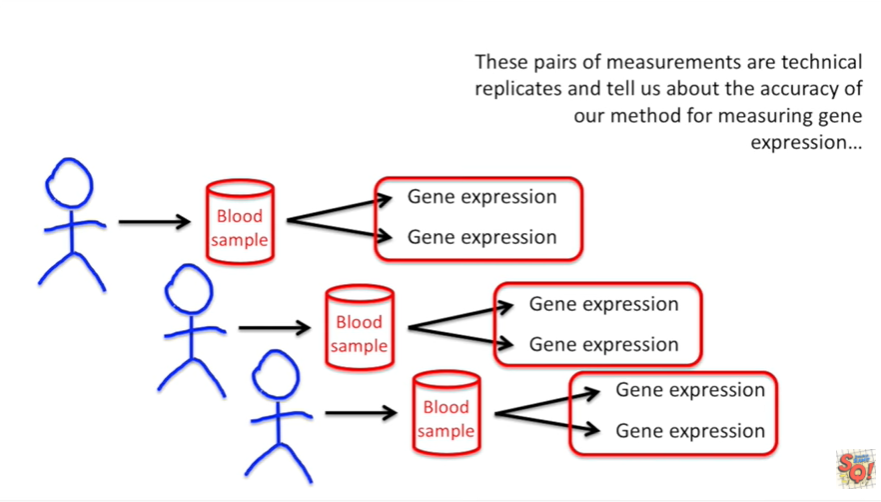 These pairs of measurements are technical
replicates and tell us about the accuracy of
our method for measuring gene
expression...
Gene expression
Blood
sample
Gene expression
Gene expression
Blood
sample
Gene expression
Gene expression
Blood
sample
Gene expression
SQ!